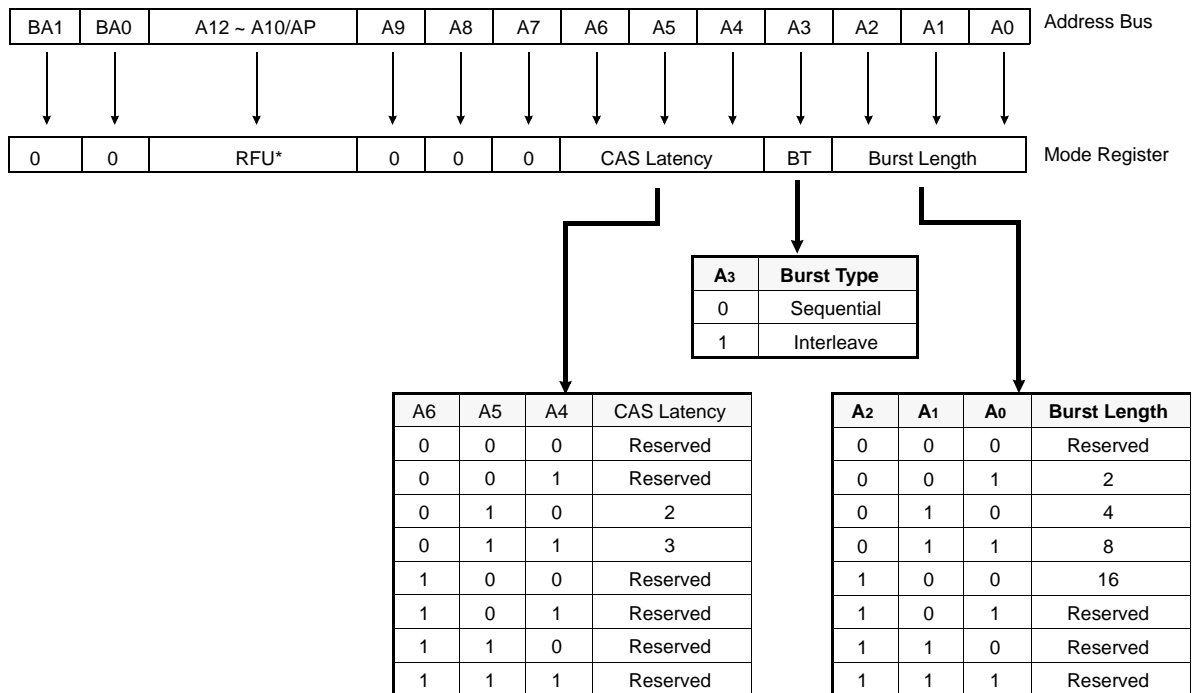 BA1 BA0 A12 ~ A10/AP A9 A8 A7 A6 A5 A4 A3 A2 A1 A0 Address Bus
0 0 RFU* 0 0 0 CAS Latency BT Burst Length Mode Register
A3 Burst Type
0 Sequential
1 Interleave
A6 A5 A4 CAS Latency
0 0 0 Reserved
0 0 1 Reserved
0 1 0 2
0 1 1 3
1 0 0 Reserved
1 0 1 Reserved
1 1 0 Reserved
1 1 1 Reserved
A2 A1 A0 Burst Length
0 0 0 Reserved
0 0 1 2
0 1 0 4
0 1 1 8
1 0 0 16
1 0 1 Reserved
1 1 0 Reserved
1 1 1 Reserved